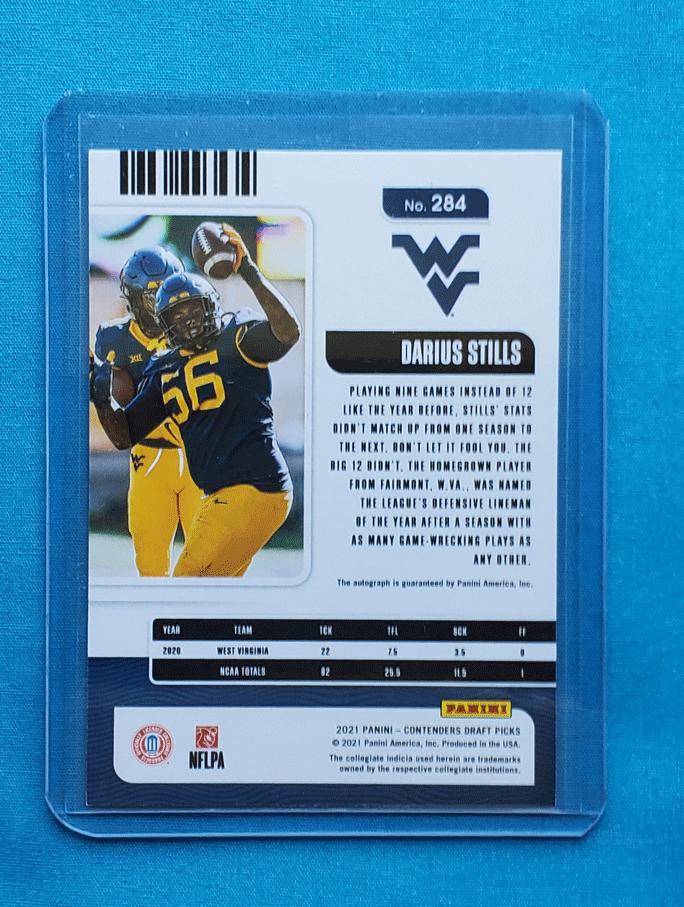 No. 284
WV
DARIUS STILLS
PLAYING NINE GAMES INSTEAD OF 12
LIKE THE YEAR BEFORE, STILLS' STATS
DIDN'T MATCH UP FROM ONE SEASON TO
THE NEXT. DON'T LET IT FOOL YOU. THE
BIG 12 DIDN'T. THE HOMEGROWN PLAYER
FROM FAIRMONT, W.VA., WAS NAMED
THE LEAGUE'S DEFENSIVE LINEMAN
OF THE YEAR AFTER A SEASON WITH
AS MANY GAME-WRECKING PLAYS AS
ANY OTHER.
The autograph is guaranteed by Panini America, Inc.
56
XII
WV
YEAR TEAM TCK TFL SCK FF
2020 WEST VIRGINIA 22 7.5 3.5 0
NCAA TOTALS 82 25.5 11.5 1
PANINI
2021 PANINI – CONTENDERS DRAFT PICKS
© 2021 Panini America, Inc. Produced in the USA.
The collegiate indicia used herein are trademarks
owned by the respective collegiate institutions.
NFLPA